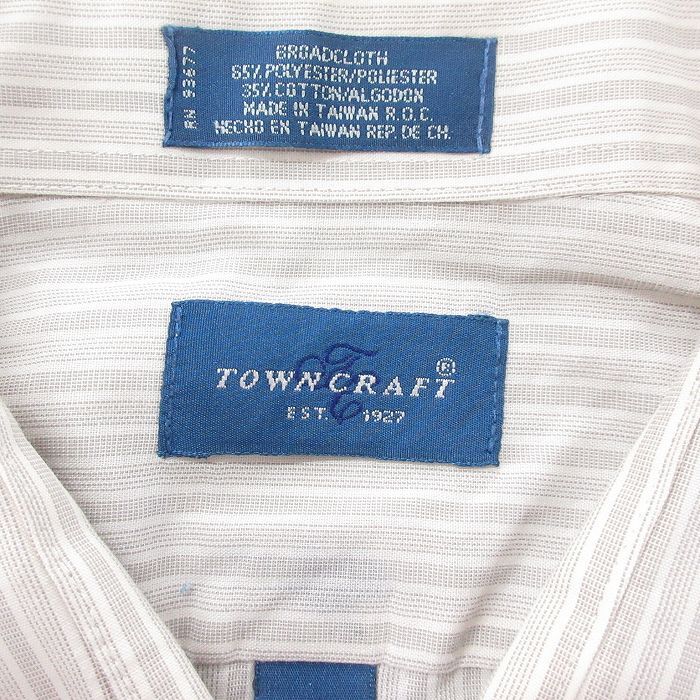 BROADCLOTH
65% POLYESTER/POLIESTER
35% COTTON/ALGODON
MADE IN TAIWAN R.O.C.
HECHO EN TAIWAN REP. DE CH.
RN 93677
TOWNCRAFT®
EST. 1927